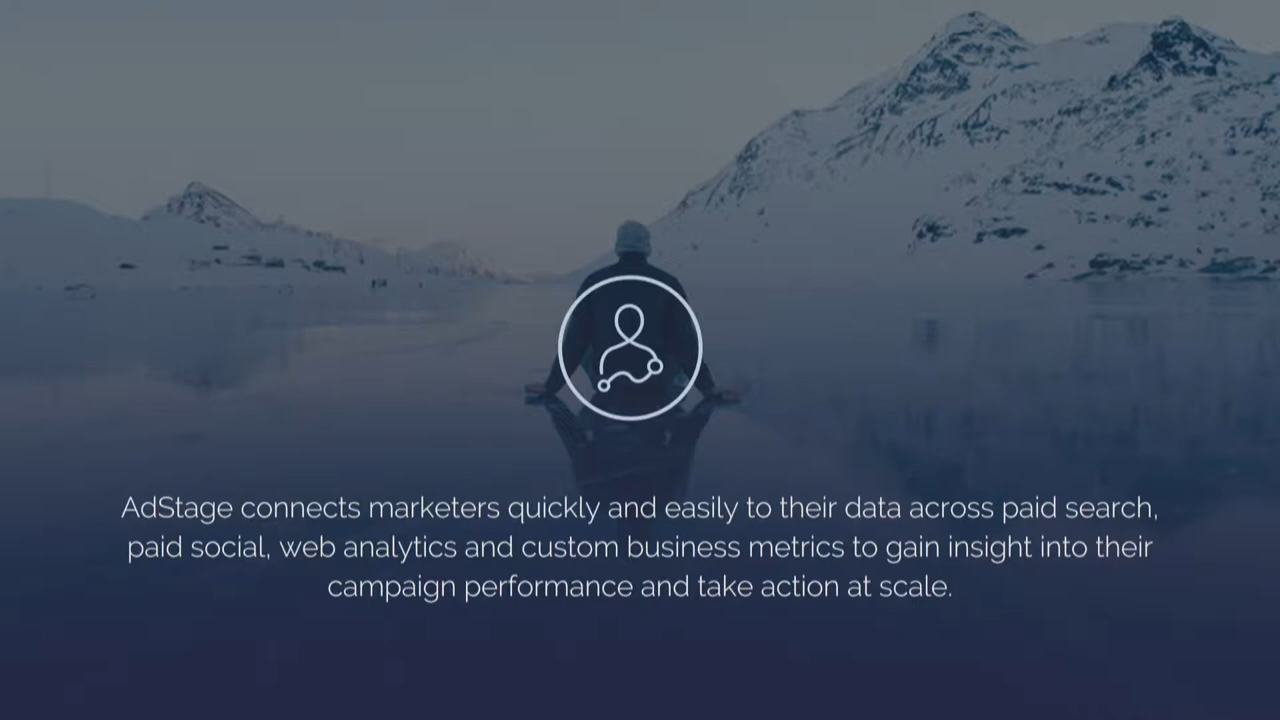 AdStage connects marketers quickly and easily to their data across paid search,
paid social, web analytics and custom business metrics to gain insight into their
campaign performance and take action at scale.